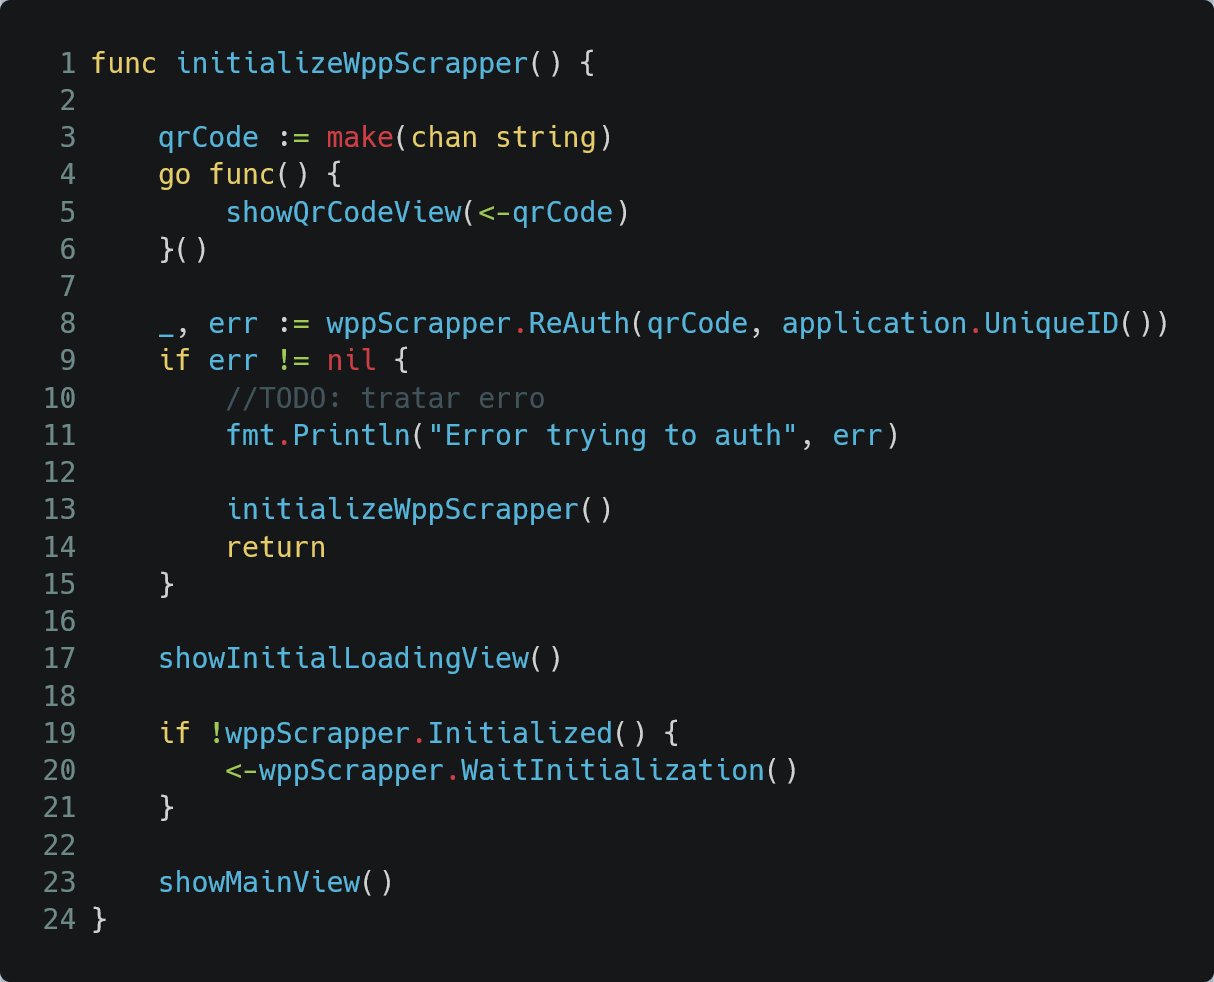 1 func initializeWppScrapper() {
2
3     qrCode := make(chan string)
4     go func() {
5         showQrCodeView(<-qrCode)
6     }()
7
8     _, err := wppScrapper.ReAuth(qrCode, application.UniqueID())
9     if err != nil {
10         //TODO: tratar erro
11         fmt.Println("Error trying to auth", err)
12
13         initializeWppScrapper()
14         return
15     }
16
17     showInitialLoadingView()
18
19     if !wppScrapper.Initialized() {
20         <-wppScrapper.WaitInitialization()
21     }
22
23     showMainView()
24 }